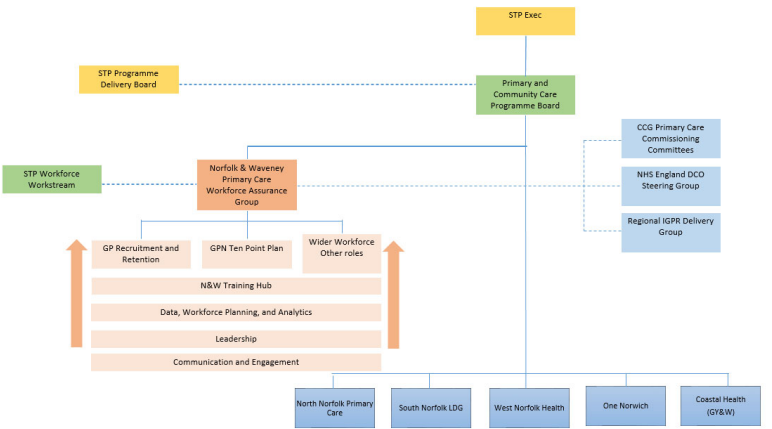 STP Exec
STP Programme
Delivery Board
Primary and
Community Care
Programme Board
CCG Primary Care
Commissioning
Committees
STP Workforce
Workstream
Norfolk & Waveney
Primary Care
Workforce Assurance
Group
NHS England DCO
Steering Group
Regional IGPR Delivery
Group
GP Recruitment and
Retention
GPN Ten Point Plan
Wider Workforce
Other roles
N&W Training Hub
Data, Workforce Planning, and Analytics
Leadership
Communication and Engagement
North Norfolk Primary
Care
South Norfolk LDG
West Norfolk Health
One Norwich
Coastal Health
(GY&W)